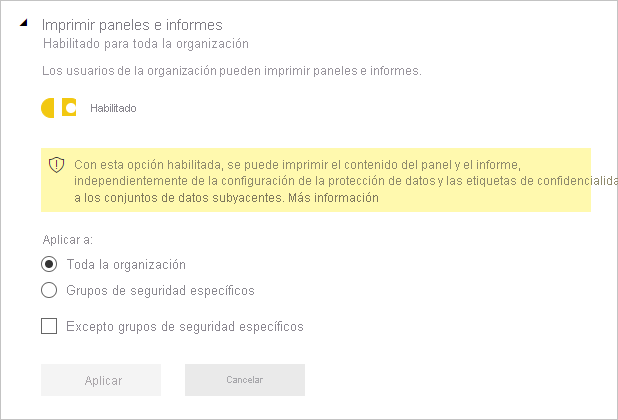 Imprimir paneles e informes
Habilitado para toda la organización
Los usuarios de la organización pueden imprimir paneles e informes.
Habilitado
Con esta opción habilitada, se puede imprimir el contenido del panel y el informe,
independientemente de la configuración de la protección de datos y las etiquetas de
a los conjuntos de datos subyacentes. Más información
Aplicar a:
Toda la organización
Grupos de seguridad específicos
Excepto grupos de seguridad específicos
Aplicar
Cancelar